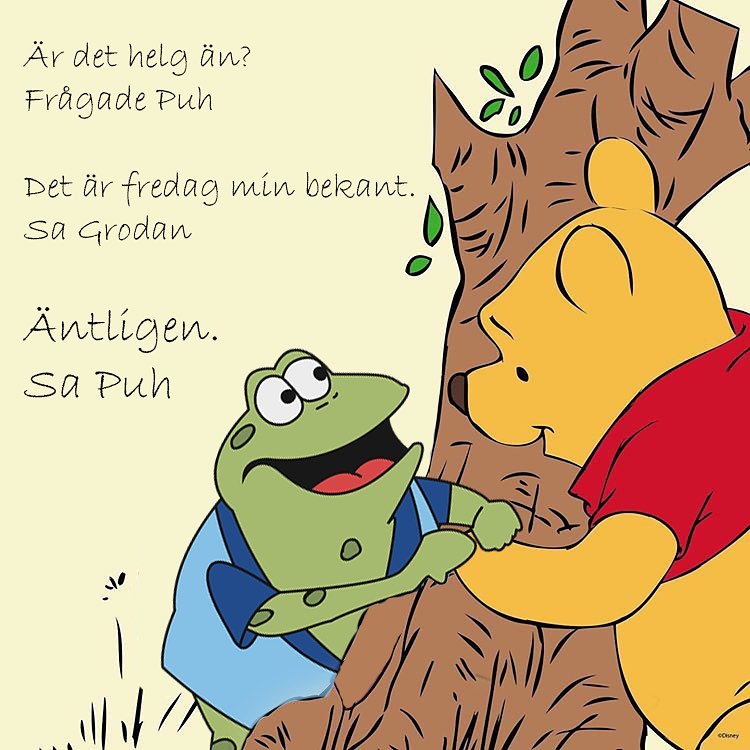 Är det helg än?
Frågade Puh
Det är fredag min bekant.
Sa Grodan
Äntligen.
Sa Puh
©Disney